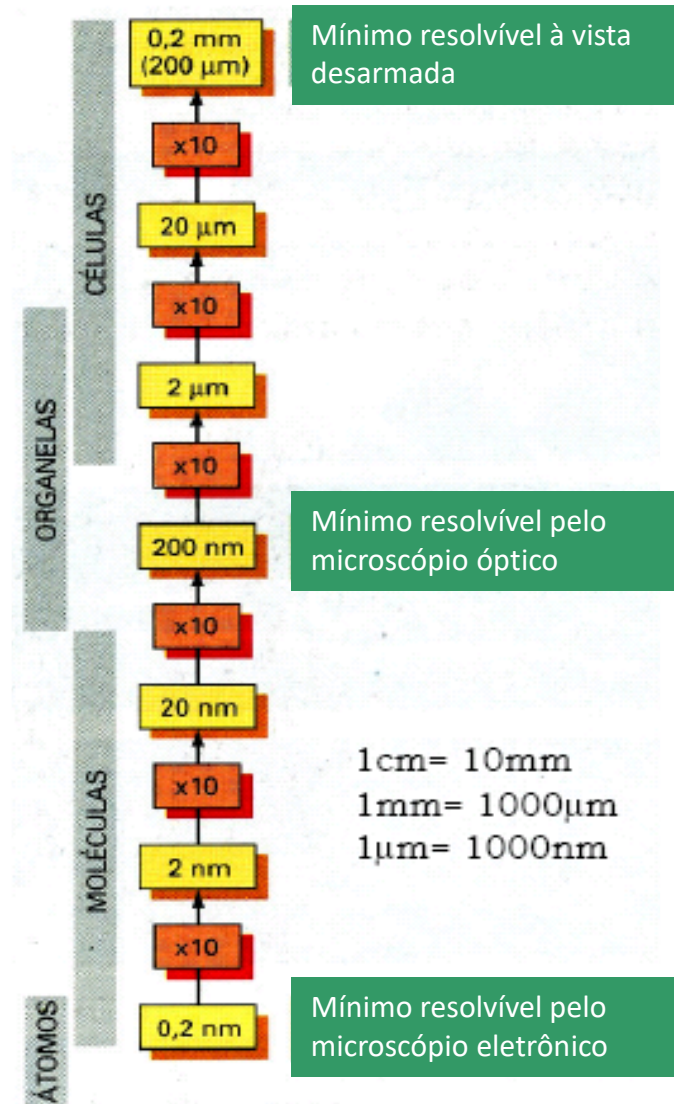 0,2 mm
(200 µm)
Mínimo resolvível à vista
desarmada
x10
20 µm
x10
2 µm
x10
200 nm
Mínimo resolvível pelo
microscópio óptico
x10
20 nm
x10
2 nm
x10
0,2 nm
Mínimo resolvível pelo
microscópio eletrônico
CÉLULAS
ORGANELAS
MOLÉCULAS
ÁTOMOS
1cm= 10mm
1mm= 1000µm
1µm= 1000nm